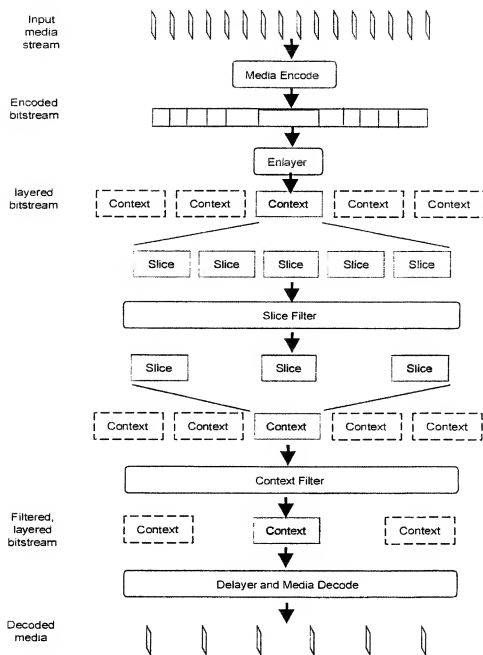 Input
media
stream
Media Encode
Encoded
bitstream
Enlayer
layered
bitstream
Context Context Context Context Context
Slice Slice Slice Slice Slice
Slice Filter
Slice Slice Slice
Context Context Context Context Context
Context Filter
Filtered,
layered
bitstream
Context Context Context
Delayer and Media Decode
Decoded
media